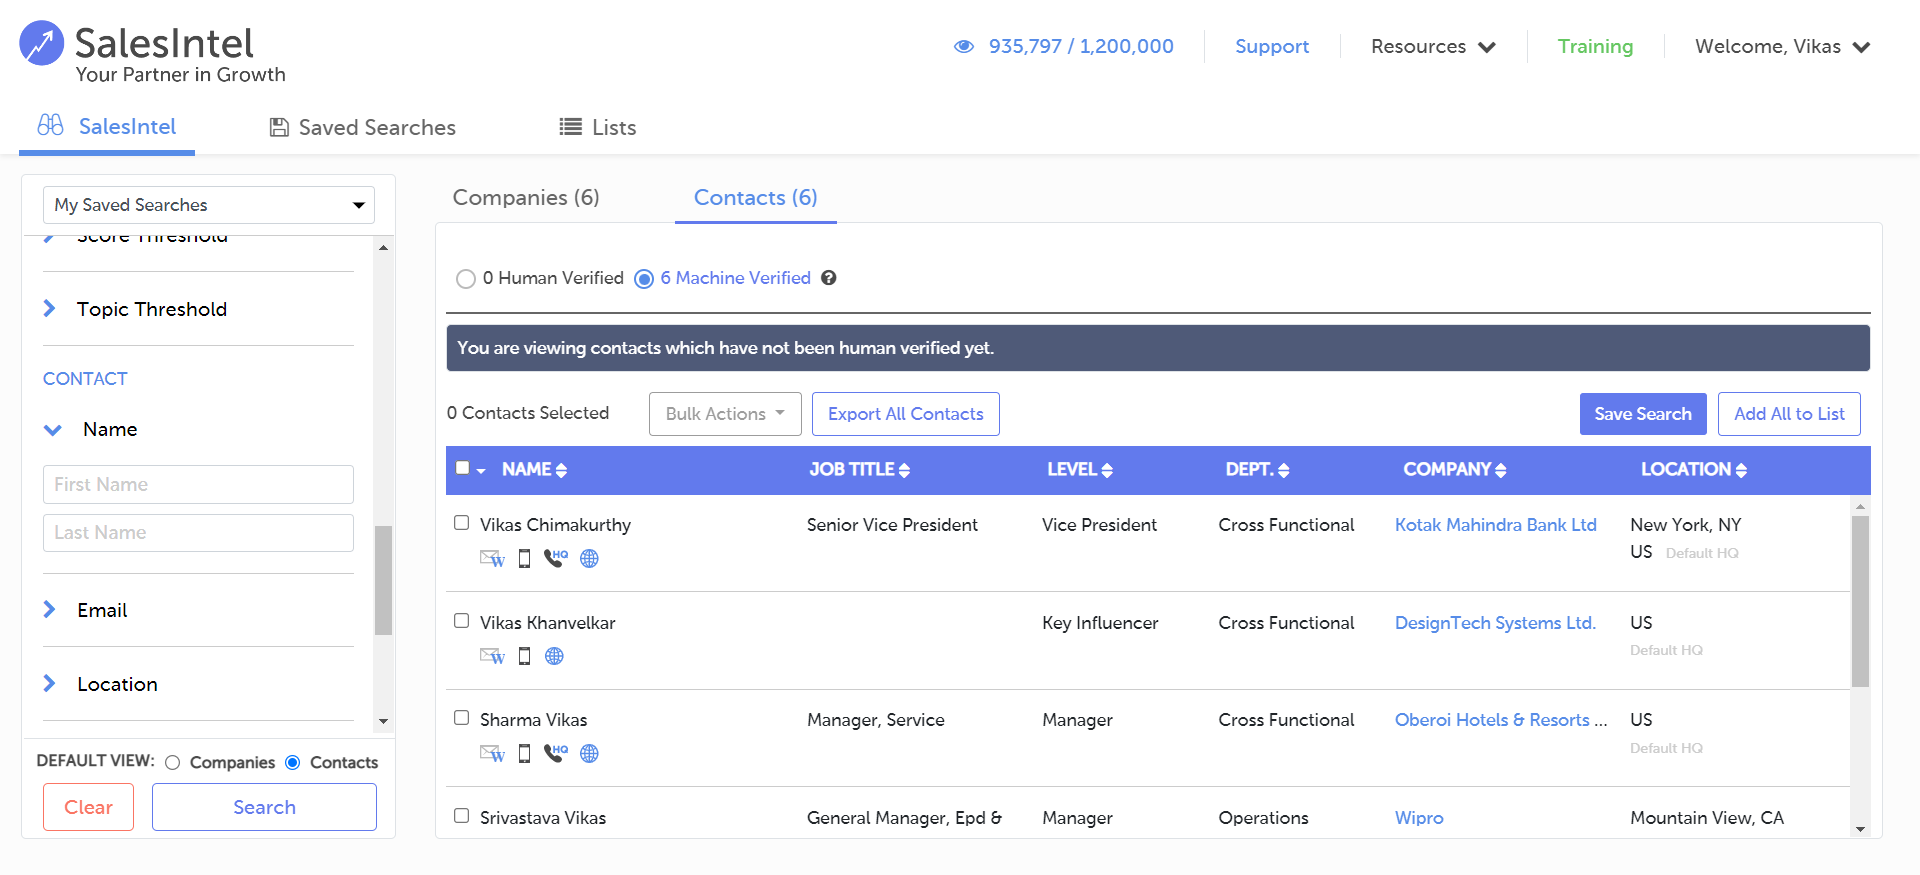 SalesIntel
Your Partner in Growth
935,797 / 1,200,000
Support
Resources
Training
Welcome, Vikas
SalesIntel
Saved Searches
Lists
My Saved Searches
Score Threshold
Topic Threshold
CONTACT
Name
First Name
Last Name
Email
Location
DEFAULT VIEW: Companies Contacts
Clear
Search
Companies (6)
Contacts (6)
0 Human Verified 6 Machine Verified ?
You are viewing contacts which have not been human verified yet.
0 Contacts Selected
Bulk Actions
Export All Contacts
Save Search
Add All to List
NAME JOB TITLE LEVEL DEPT. COMPANY LOCATION
Vikas Chimakurthy Senior Vice President Vice President Cross Functional Kotak Mahindra Bank Ltd New York, NY
W HQ US Default HQ
Vikas Khanvelkar Key Influencer Cross Functional DesignTech Systems Ltd. US
W Default HQ
Sharma Vikas Manager, Service Manager Cross Functional Oberoi Hotels & Resorts ... US
W HQ Default HQ
Srivastava Vikas General Manager, Epd & Manager Operations Wipro Mountain View, CA